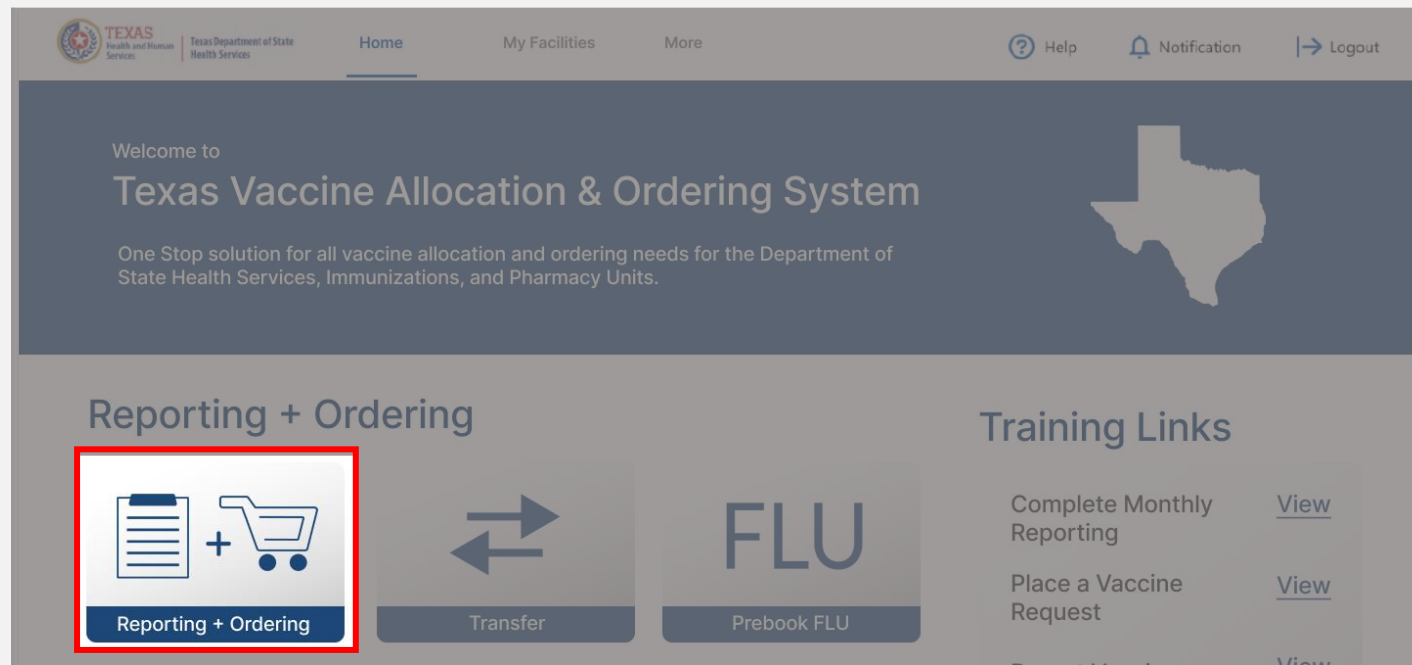 TEXAS
Health and Human
Services
Texas Department of State
Health Services
Home
My Facilities
More
Help
Notification
Logout
Welcome to
Texas Vaccine Allocation & Ordering System
One Stop solution for all vaccine allocation and ordering needs for the Department of
State Health Services, Immunizations, and Pharmacy Units.
Reporting + Ordering
Reporting + Ordering
Transfer
FLU
Prebook FLU
Training Links
Complete Monthly
Reporting
View
Place a Vaccine
Request
View
View